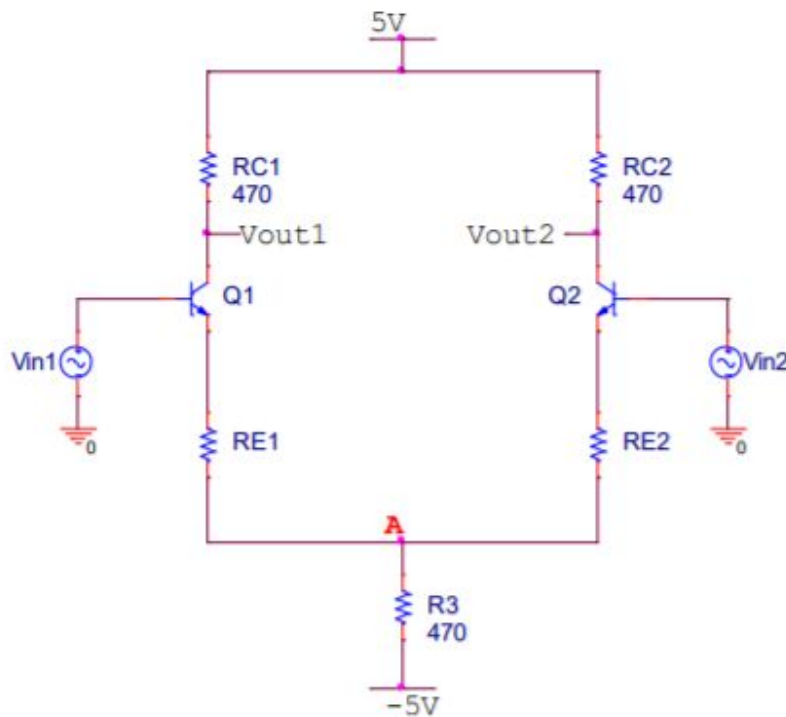 5V
RC1
470
RC2
470
Vout1
Vout2
Q1
Q2
Vin1
Vin2
0
0
RE1
RE2
A
R3
470
-5V